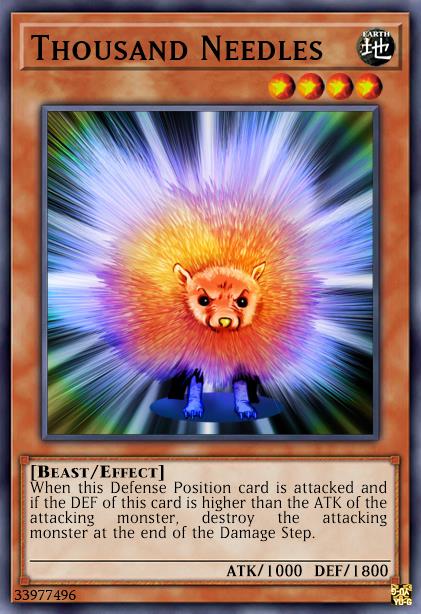 THOUSAND NEEDLES
EARTH
地
[BEAST/EFFECT]
When this Defense Position card is attacked and
if the DEF of this card is higher than the ATK of the
attacking monster, destroy the attacking
monster at the end of the Damage Step.
ATK/1000 DEF/1800
33977496